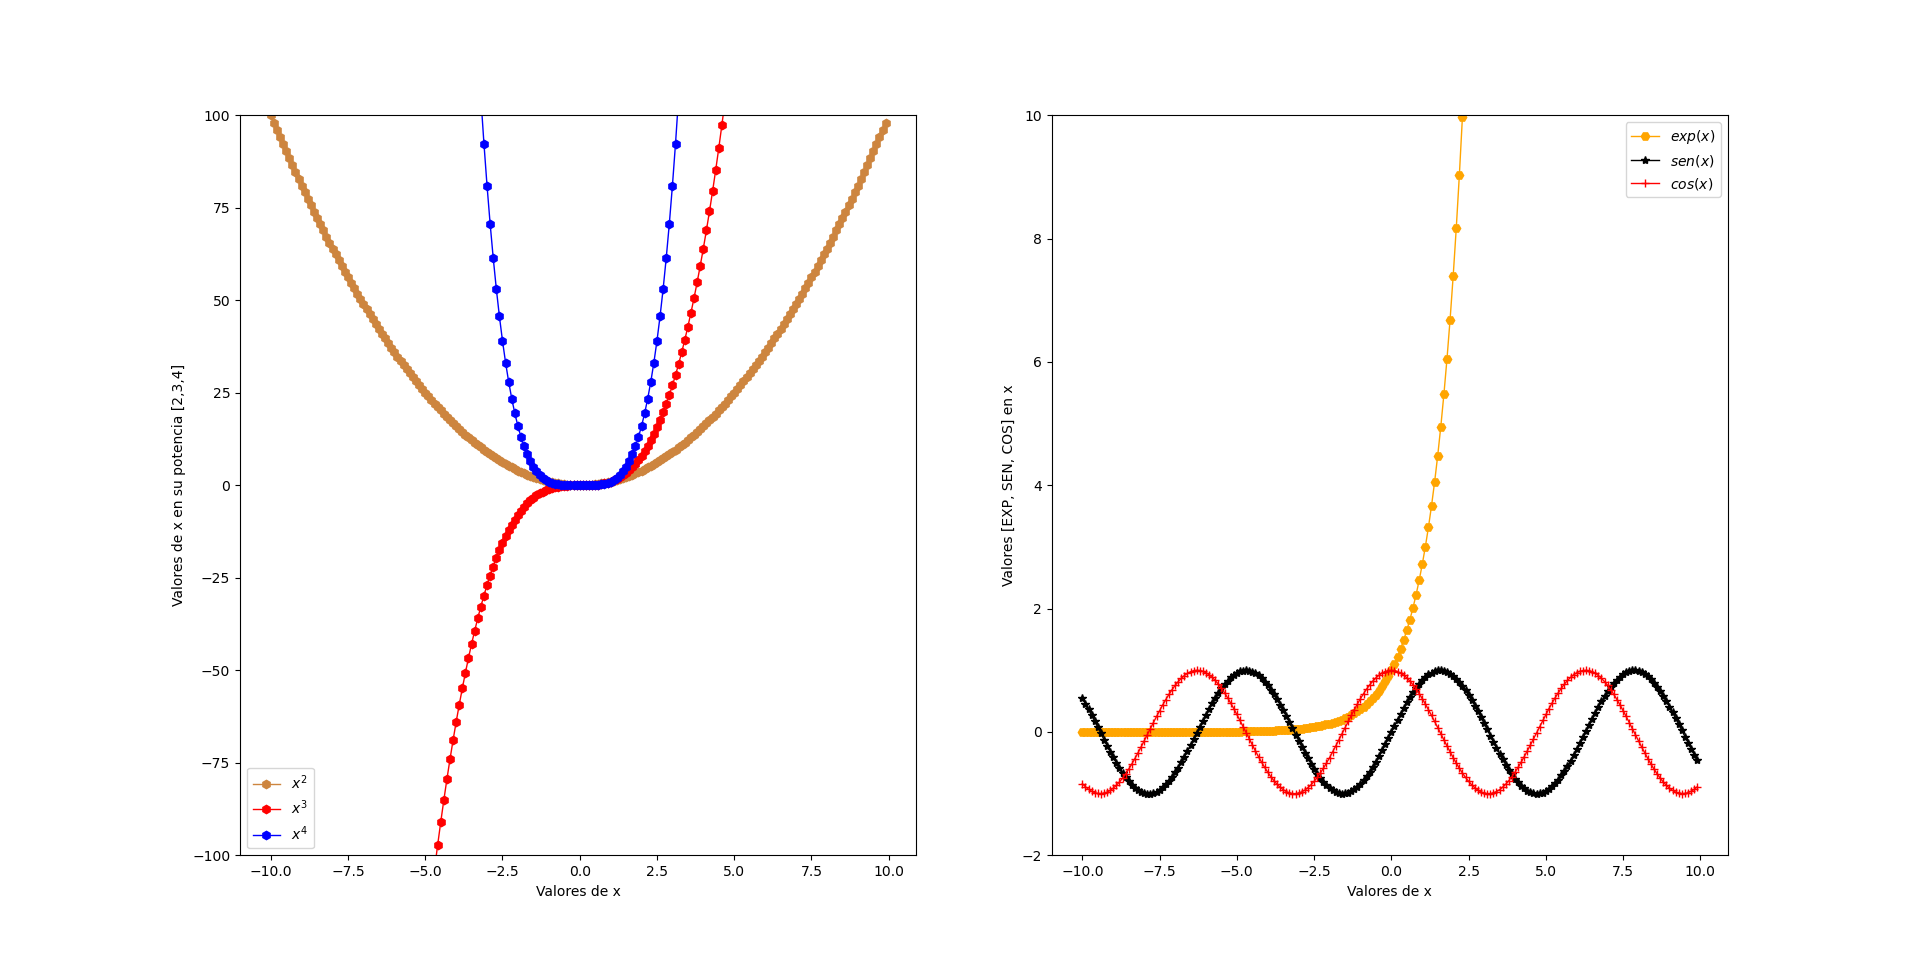 100
75
50
25
0
−25
−50
−75
−100
Valores de x en su potencia [2,3,4]
x²
x³
x⁴
−10.0 −7.5 −5.0 −2.5 0.0 2.5 5.0 7.5 10.0
Valores de x
10
8
6
4
2
0
−2
Valores [EXP, SEN, COS] en x
exp(x)
sen(x)
cos(x)
−10.0 −7.5 −5.0 −2.5 0.0 2.5 5.0 7.5 10.0
Valores de x